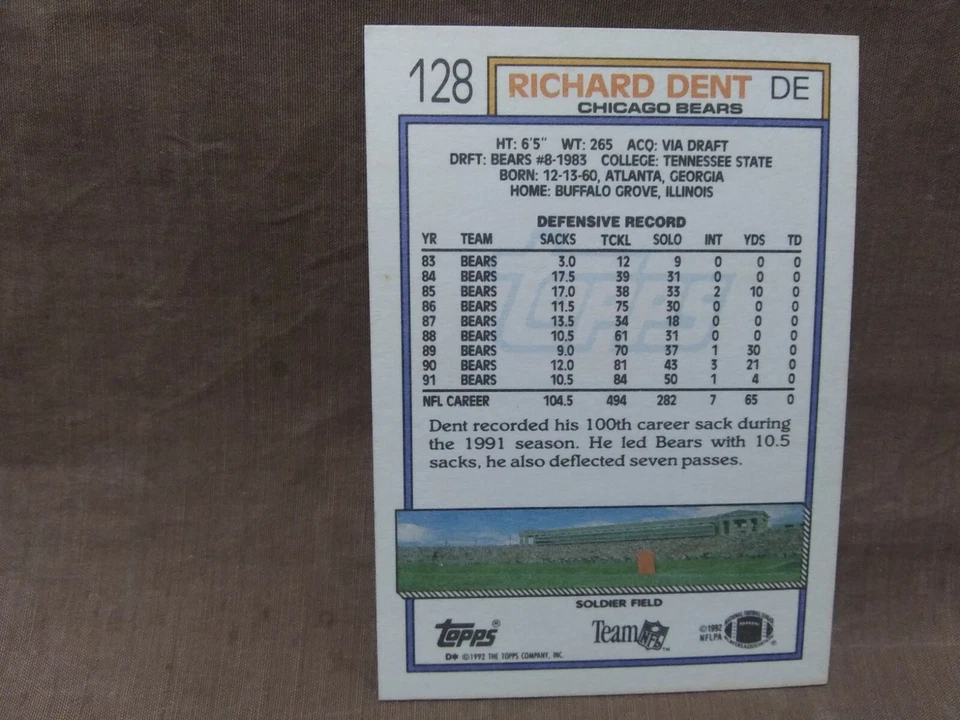 128 RICHARD DENT DE
CHICAGO BEARS
HT: 6'5" WT: 265 ACQ: VIA DRAFT
DRFT: BEARS #8-1983 COLLEGE: TENNESSEE STATE
BORN: 12-13-60, ATLANTA, GEORGIA
HOME: BUFFALO GROVE, ILLINOIS
DEFENSIVE RECORD
YR TEAM SACKS TCKL SOLO INT YDS TD
83 BEARS 3.0 12 9 0 0 0
84 BEARS 17.5 39 31 0 0 0
85 BEARS 17.0 38 33 2 10 0
86 BEARS 11.5 75 30 0 0 0
87 BEARS 13.5 34 18 0 0 0
88 BEARS 10.5 61 31 0 0 0
89 BEARS 9.0 70 37 1 30 0
90 BEARS 12.0 81 43 3 21 0
91 BEARS 10.5 84 50 1 4 0
NFL CAREER 104.5 494 282 7 65 0
TOPPS
Dent recorded his 100th career sack during
the 1991 season. He led Bears with 10.5
sacks, he also deflected seven passes.
SOLDIER FIELD
Topps® Team NFL™ ©1992
NFLPA
D* ©1992 THE TOPPS COMPANY, INC.